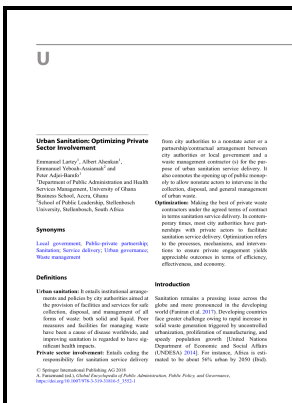 U
Urban Sanitation: Optimizing Private
Sector Involvement
Emmanuel Lartey1, Albert Ahenkan1,
Emmanuel Yeboah-Assiamah2 and
Peter Adjei-Bamfo1
1Department of Public Administration and Health
Services Management, University of Ghana
Business School, Accra, Ghana
2School of Public Leadership, Stellenbosch
University, Stellenbosch, South Africa
Synonyms
Local government; Public-private partnership;
Sanitation; Service delivery; Urban governance;
Waste management
Definitions
Urban sanitation: It entails institutional arrange-
ments and policies by city authorities aimed at
the provision of facilities and services for safe
collection, disposal, and management of all
forms of waste: both solid and liquid. Poor
measures and facilities for managing waste
have been a cause of disease worldwide, and
improving sanitation is regarded to have sig-
nificant health impacts.
Private sector involvement: Entails ceding the
responsibility for sanitation service delivery
from city authorities to a nonstate actor or a
partnership/contractual arrangement between
city authorities or local government and a
waste management contractor (s) for the pur-
pose of urban sanitation service delivery. It
also connotes the opening up of public monop-
oly to allow nonstate actors to intervene in the
collection, disposal, and general management
of urban waste.
Optimization: Making the best of private waste
contractors under the agreed terms of contract
in terms sanitation service delivery. In contem-
porary times, most city authorities have part-
nerships with private actors to facilitate
sanitation service delivery. Optimization refers
to the processes, mechanisms, and interven-
tions to ensure private engagement yields
appreciable outcomes in terms of efficiency,
effectiveness, and economy.
Introduction
Sanitation remains a pressing issue across the
globe and more pronounced in the developing
world (Faniran et al. 2017). Developing countries
face greater challenge owing to rapid increase in
solid waste generation triggered by uncontrolled
urbanization, proliferation of manufacturing, and
speedy population growth [United Nations
Department of Economic and Social Affairs
(UNDESA) 2014]. For instance, Africa is esti-
mated to be about 56% urban by 2050 (Ibid).
© Springer International Publishing AG 2018
A. Farazmand (ed.), Global Encyclopedia of Public Administration, Public Policy, and Governance,
https://doi.org/10.1007/978-3-319-31816-5_3552-1